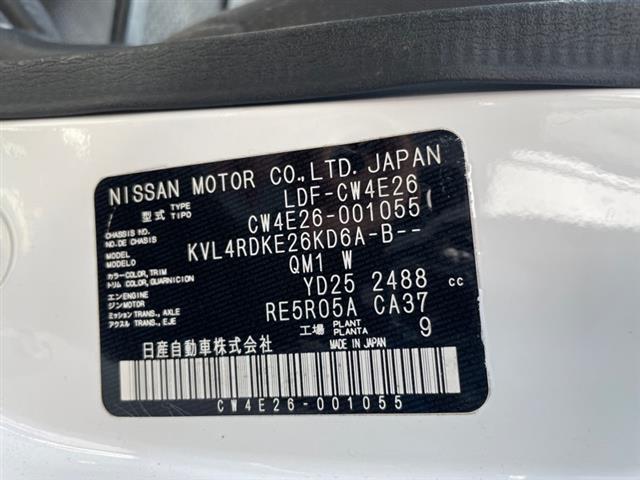 NISSAN MOTOR CO.,LTD. JAPAN
型式 TYPE TIPO LDF-CW4E26
CHASSIS NO. NO.DE CHASIS CW4E26-001055
MODEL MODELO KVL4RDKE26KD6A-B--
カラー COLOR, TRIM トリム COLOR, GUARNICION QM1 W
エンジン ENGINE MOTOR YD25 2488 cc
ミッション TRANS., AXLE アクスル TRANS., EJE RE5R05A CA37
工場 PLANT PLANTA 9
日産自動車株式会社 MADE IN JAPAN
CW4E26-001055